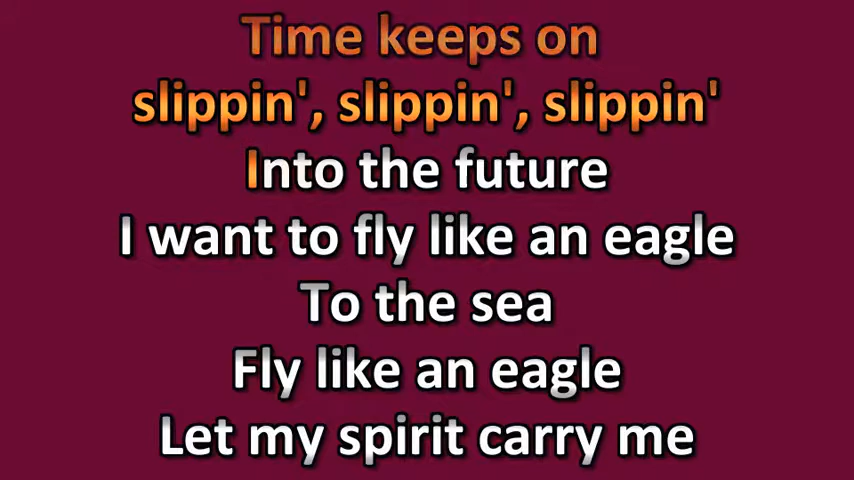 Time keeps on
slippin', slippin', slippin'
Into the future
I want to fly like an eagle
To the sea
Fly like an eagle
Let my spirit carry me